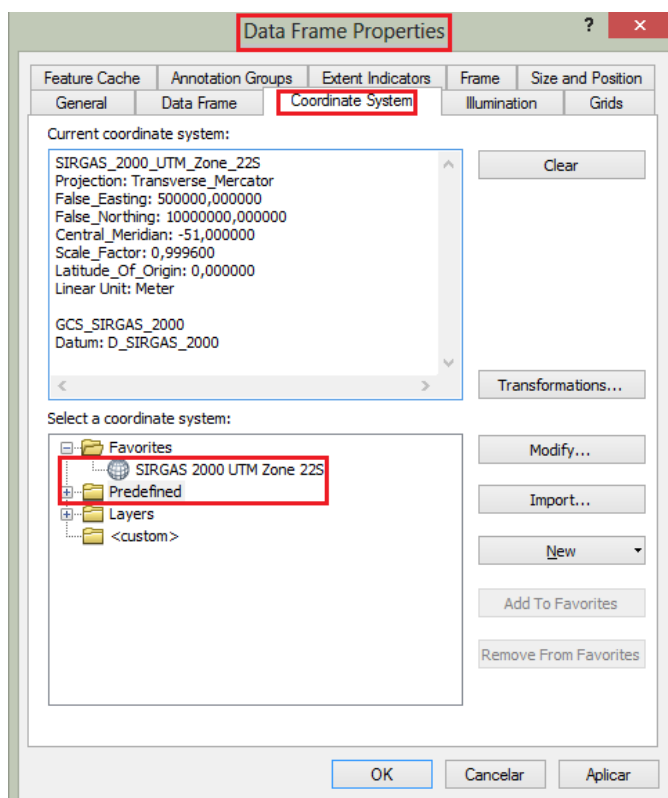 Data Frame Properties
? ×
Feature Cache Annotation Groups Extent Indicators Frame Size and Position
General Data Frame Coordinate System Illumination Grids
Current coordinate system:
SIRGAS_2000_UTM_Zone_22S
Projection: Transverse_Mercator
False_Easting: 500000,000000
False_Northing: 10000000,000000
Central_Meridian: -51,000000
Scale_Factor: 0,999600
Latitude_Of_Origin: 0,000000
Linear Unit: Meter
GCS_SIRGAS_2000
Datum: D_SIRGAS_2000
Clear
Transformations...
Select a coordinate system:
Favorites
SIRGAS 2000 UTM Zone 22S
Predefined
Layers
<custom>
Modify...
Import...
New
Add To Favorites
Remove From Favorites
OK Cancelar Aplicar